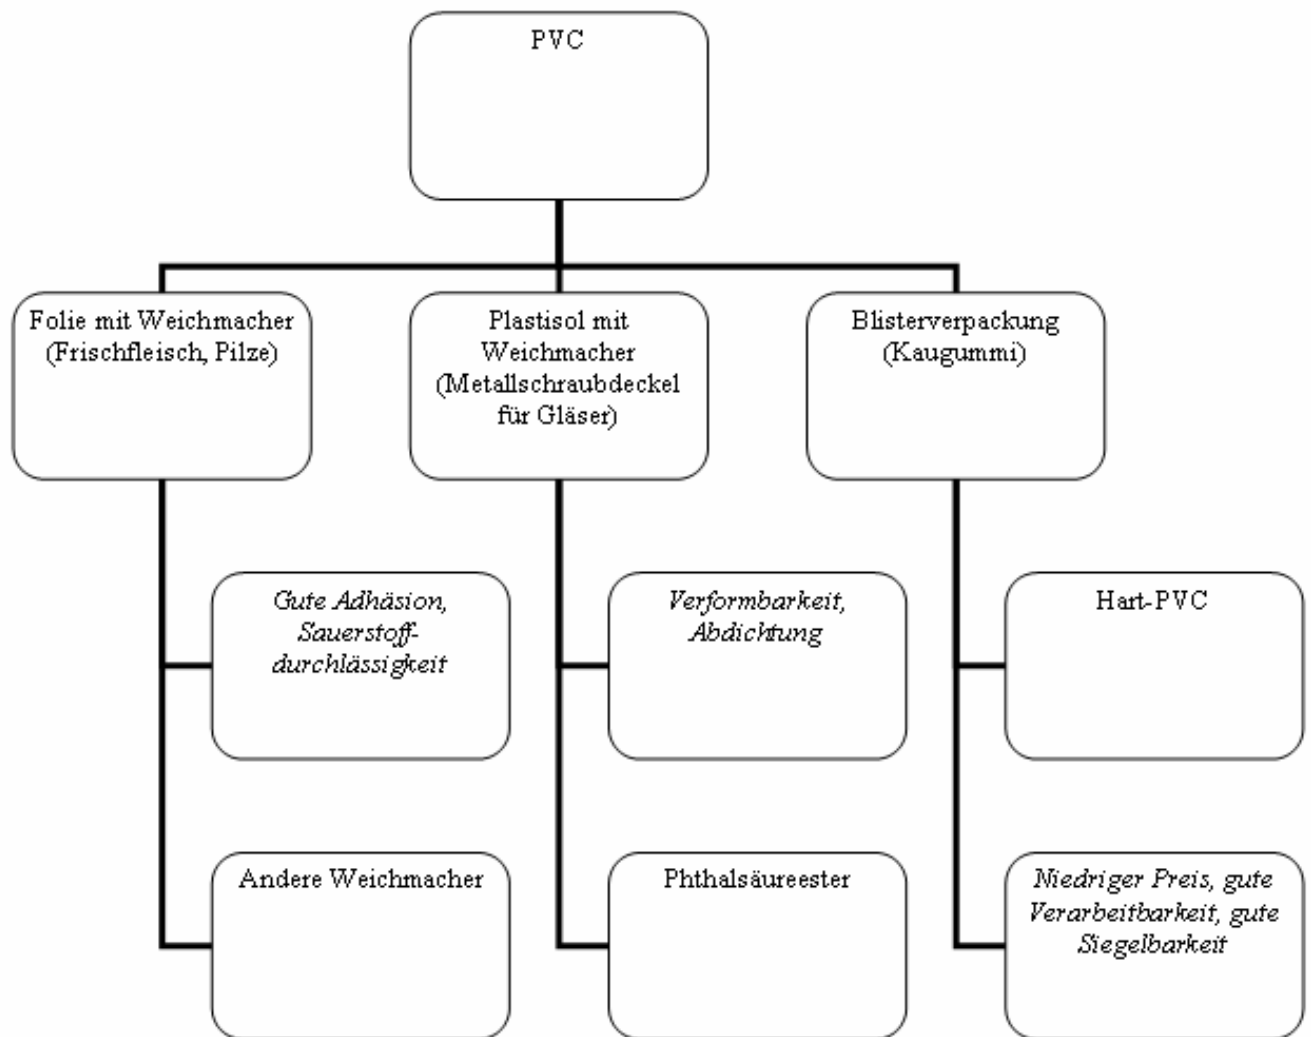 PVC
Folie mit Weichmacher
(Frischfleisch, Pilze)
Plastisol mit
Weichmacher
(Metallschraubdeckel
für Gläser)
Blisterverpackung
(Kaugummi)
Gute Adhäsion,
Sauerstoff-
durchlässigkeit
Verformbarkeit,
Abdichtung
Hart-PVC
Andere Weichmacher
Phthalsäureester
Niedriger Preis, gute
Verarbeitbarkeit, gute
Siegelbarkeit